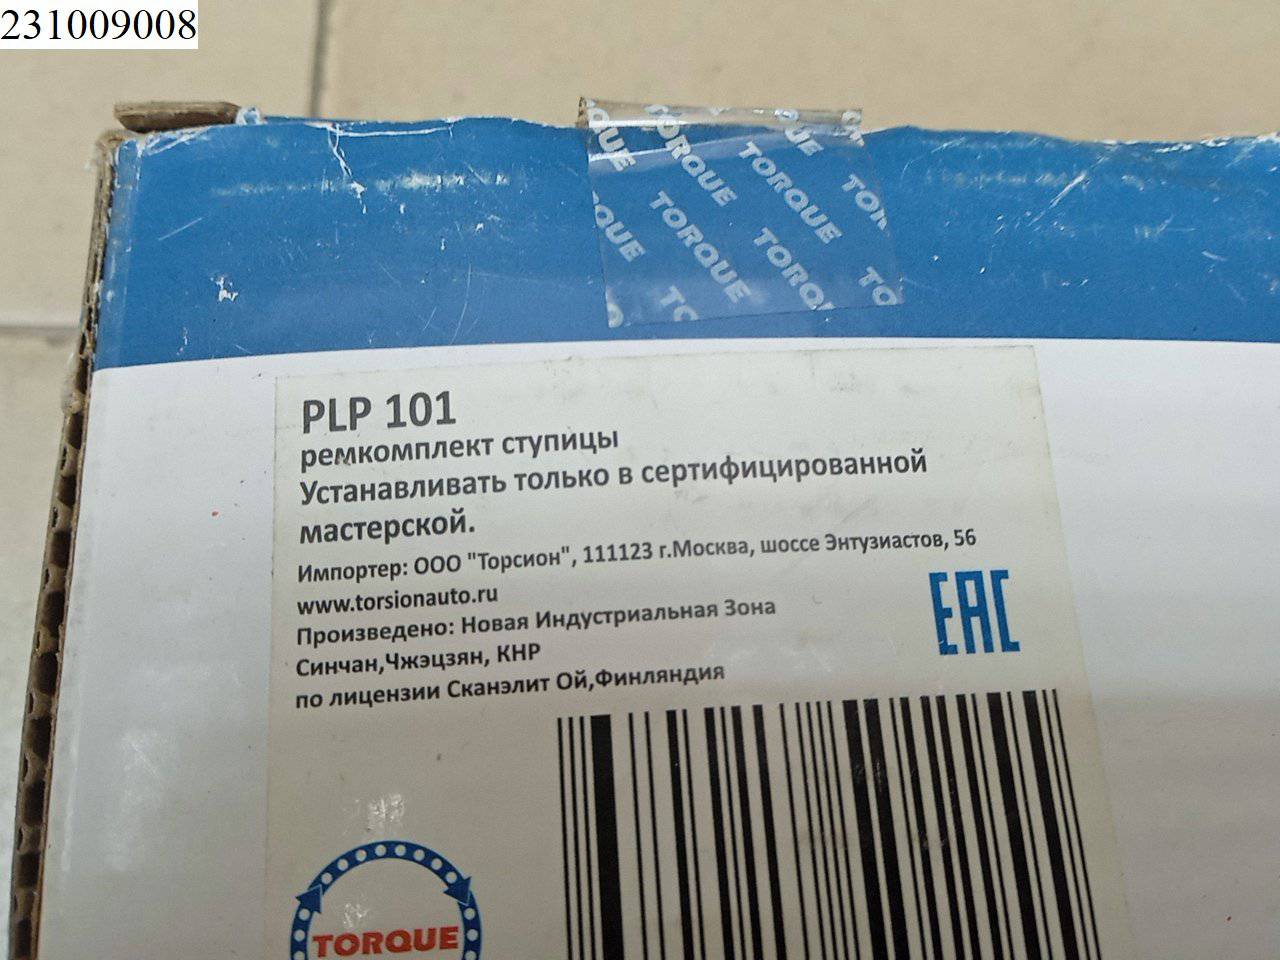 231009008
TORQUE
TORQUE
TORQUE
TORQUE
PLP 101
ремкомплект ступицы
Устанавливать только в сертифицированной
мастерской.
Импортер: ООО "Торсион", 111123 г.Москва, шоссе Энтузиастов, 56
www.torsionauto.ru
Произведено: Новая Индустриальная Зона
Синчан,Чжэцзян, КНР
по лицензии Сканэлит Ой,Финляндия
EAC
TORQUE